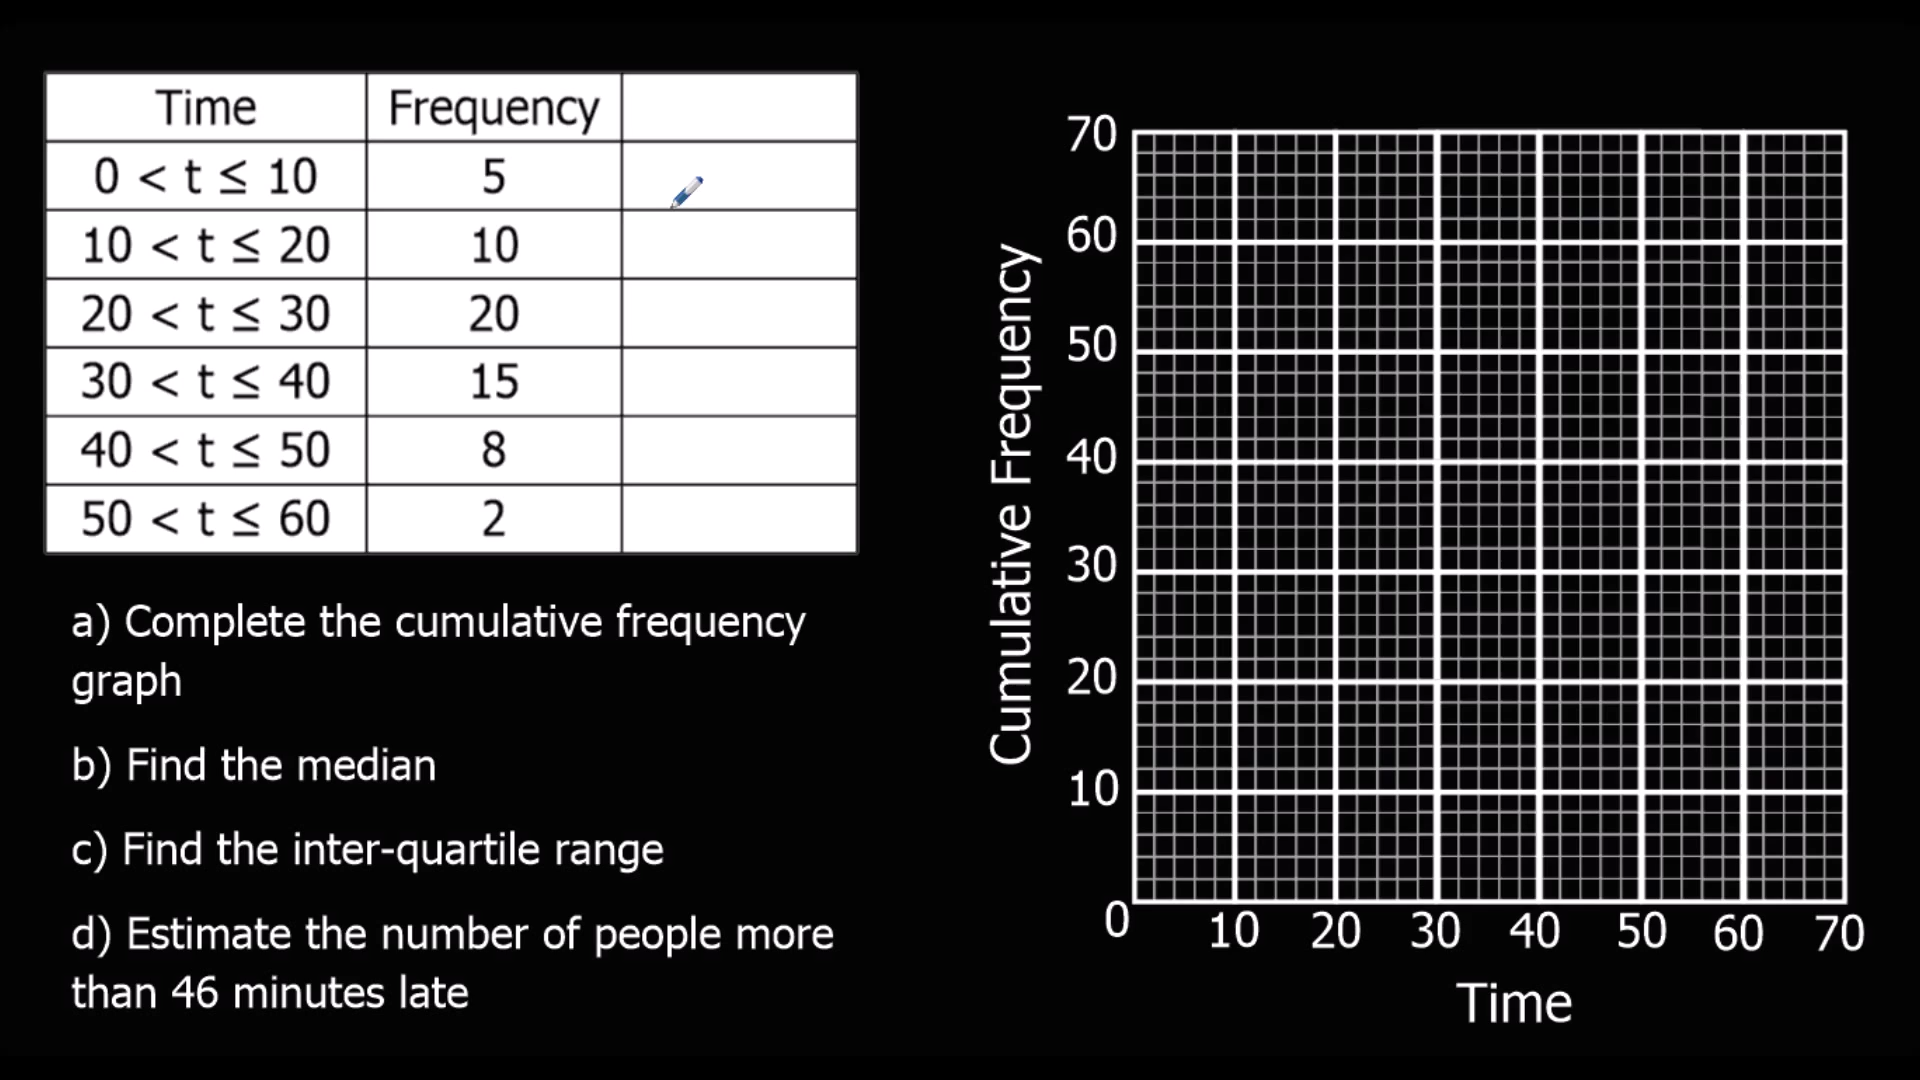 Time Frequency
0 < t ≤ 10 5
10 < t ≤ 20 10
20 < t ≤ 30 20
30 < t ≤ 40 15
40 < t ≤ 50 8
50 < t ≤ 60 2
a) Complete the cumulative frequency
graph
b) Find the median
c) Find the inter-quartile range
d) Estimate the number of people more
than 46 minutes late
Cumulative Frequency
70
60
50
40
30
20
10
0 10 20 30 40 50 60 70
Time